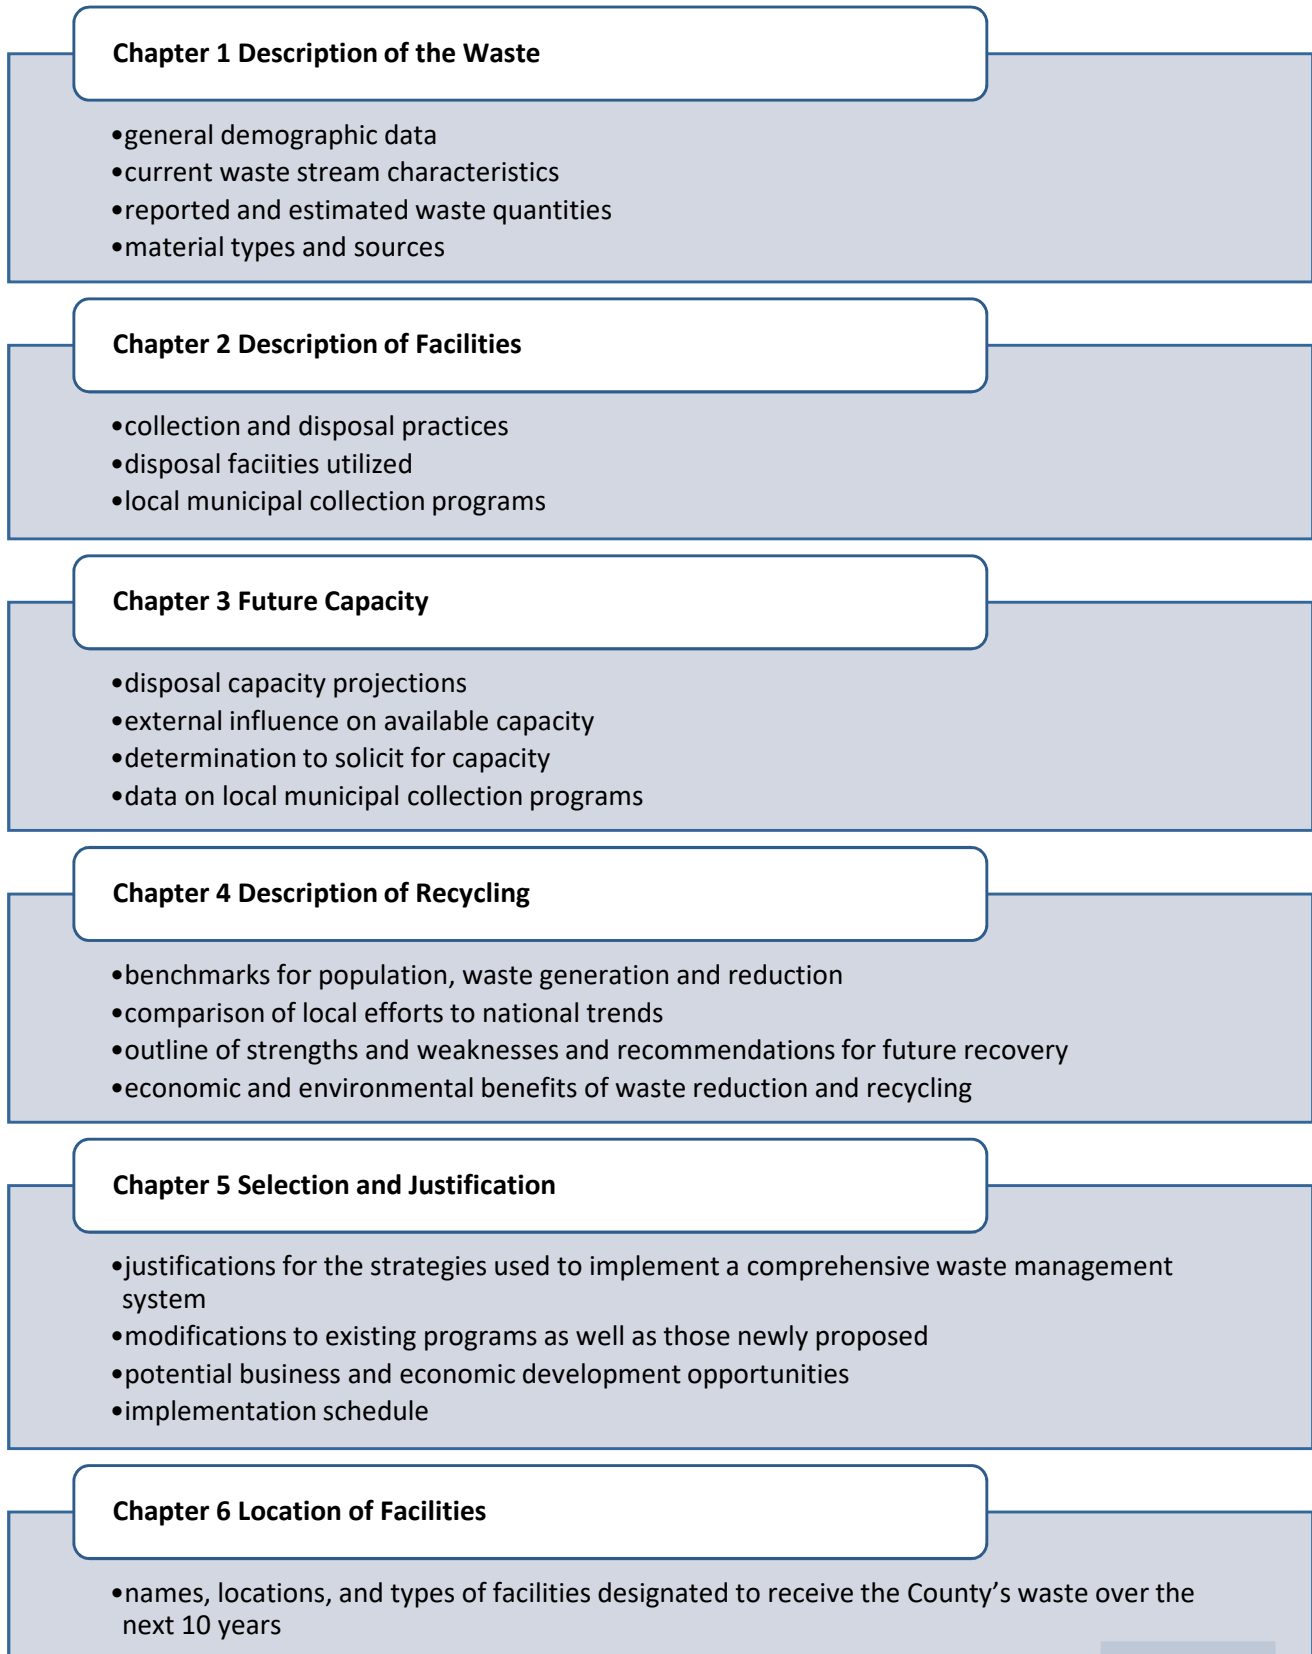 Chapter 1 Description of the Waste
•general demographic data
•current waste stream characteristics
•reported and estimated waste quantities
•material types and sources
Chapter 2 Description of Facilities
•collection and disposal practices
•disposal faciities utilized
•local municipal collection programs
Chapter 3 Future Capacity
•disposal capacity projections
•external influence on available capacity
•determination to solicit for capacity
•data on local municipal collection programs
Chapter 4 Description of Recycling
•benchmarks for population, waste generation and reduction
•comparison of local efforts to national trends
•outline of strengths and weaknesses and recommendations for future recovery
•economic and environmental benefits of waste reduction and recycling
Chapter 5 Selection and Justification
•justifications for the strategies used to implement a comprehensive waste management
system
•modifications to existing programs as well as those newly proposed
•potential business and economic development opportunities
•implementation schedule
Chapter 6 Location of Facilities
•names, locations, and types of facilities designated to receive the County’s waste over the
next 10 years